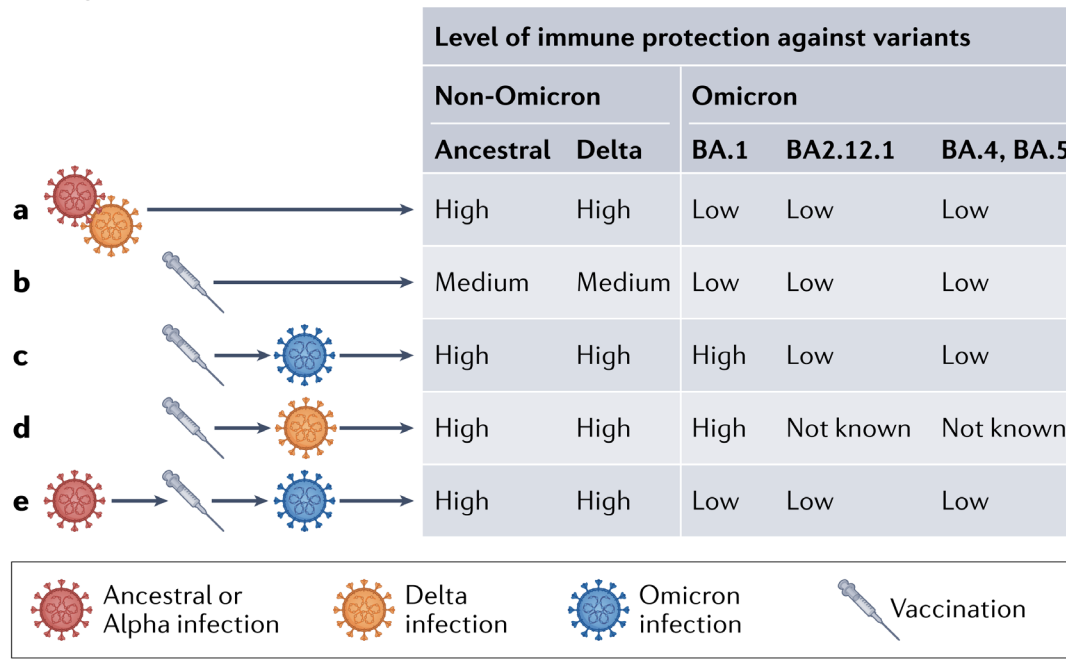 Level of immune protection against variants
Non-Omicron Omicron
Ancestral Delta BA.1 BA2.12.1 BA.4, BA.5
a High High Low Low Low
b Medium Medium Low Low Low
c High High High Low Low
d High High High Not known Not known
e High High Low Low Low
Ancestral or
Alpha infection
Delta
infection
Omicron
infection
Vaccination